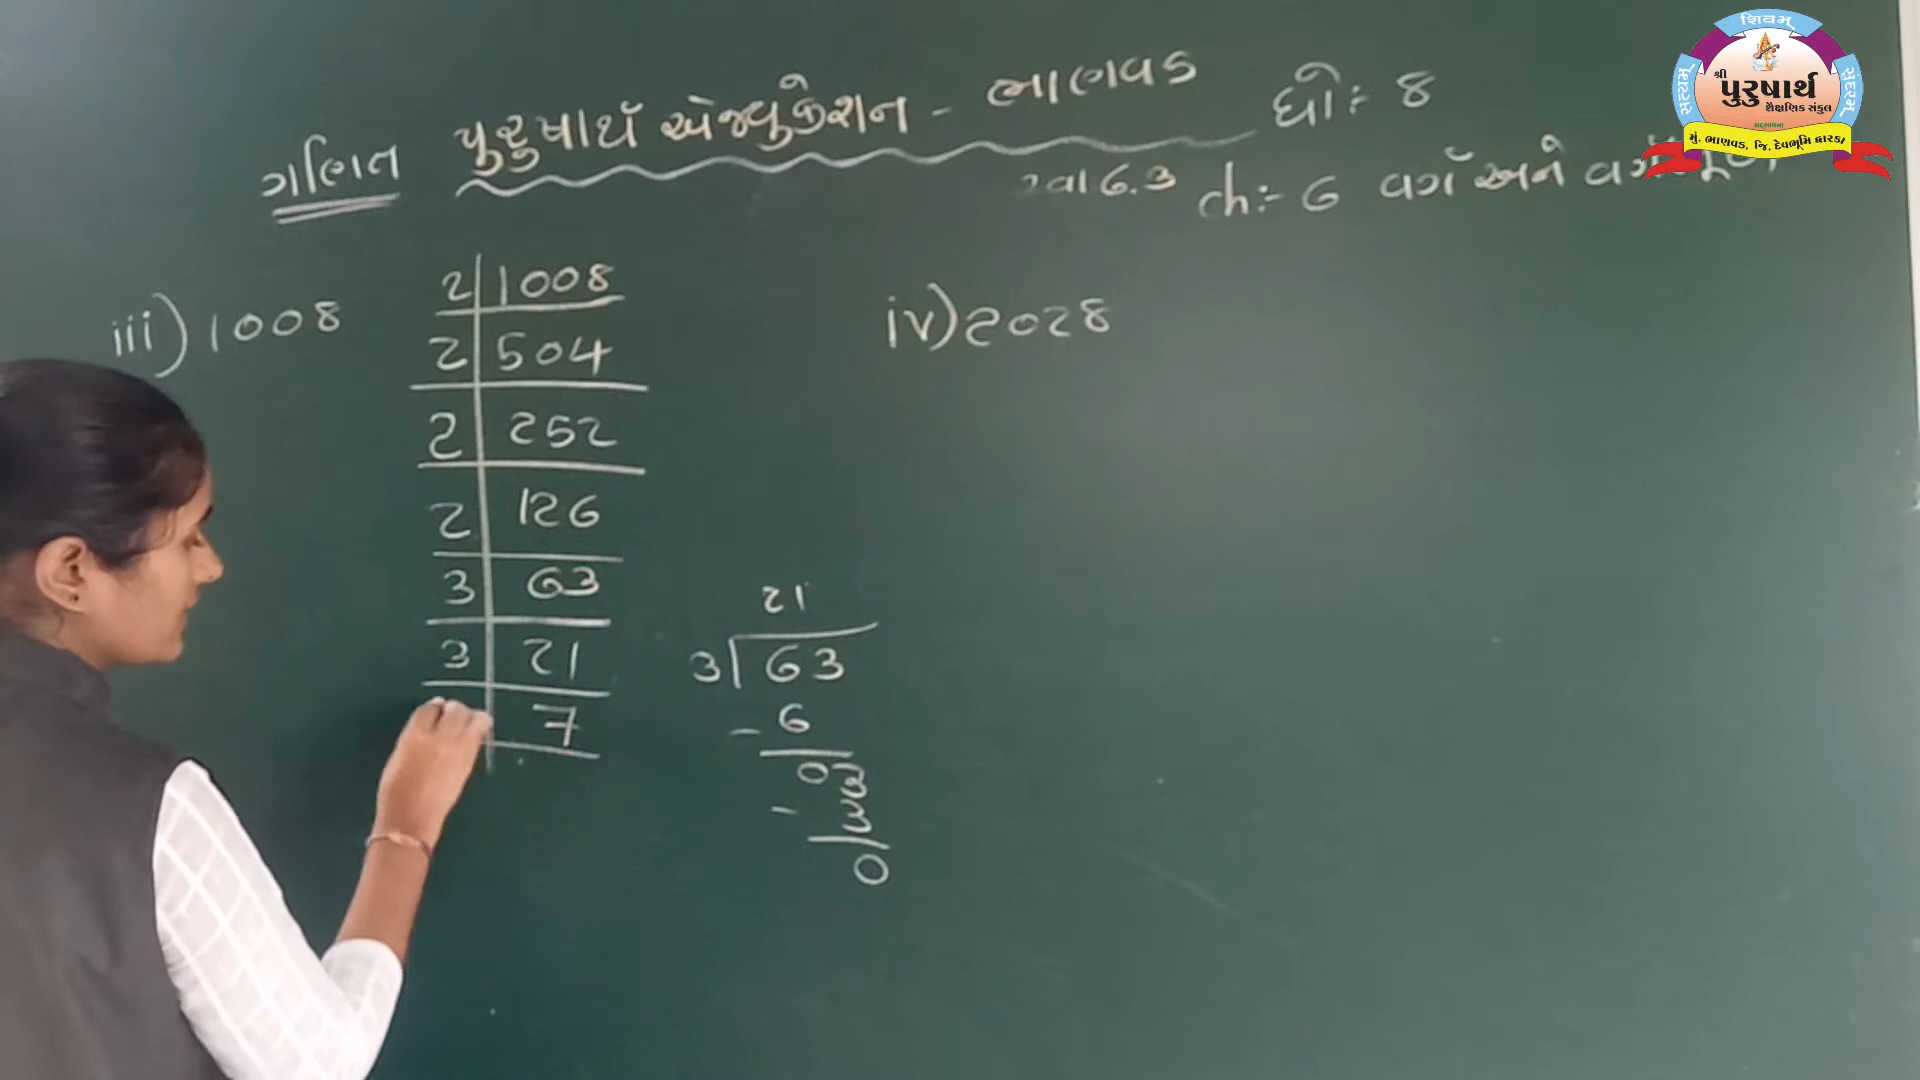 ગણિત પુરુષાર્થ એજ્યુકેશન - ભાણવડ ધો:- 8
સ્વા 6.3 ch:- 6 વર્ગ અને
iii) 1008
2 | 1008
2 | 504
2 | 252
2 | 126
3 | 63
3 | 21
7
21
3 63
- 6
03
- 3
0
iv) 2028
શિવમ્
સત્યમ્
સુંદરમ્
શ્રી
પુરુષાર્થ
શૈક્ષણિક સંકુલ
મું. ભાણવડ, જિ. દેવભૂમિ દ્વારકા